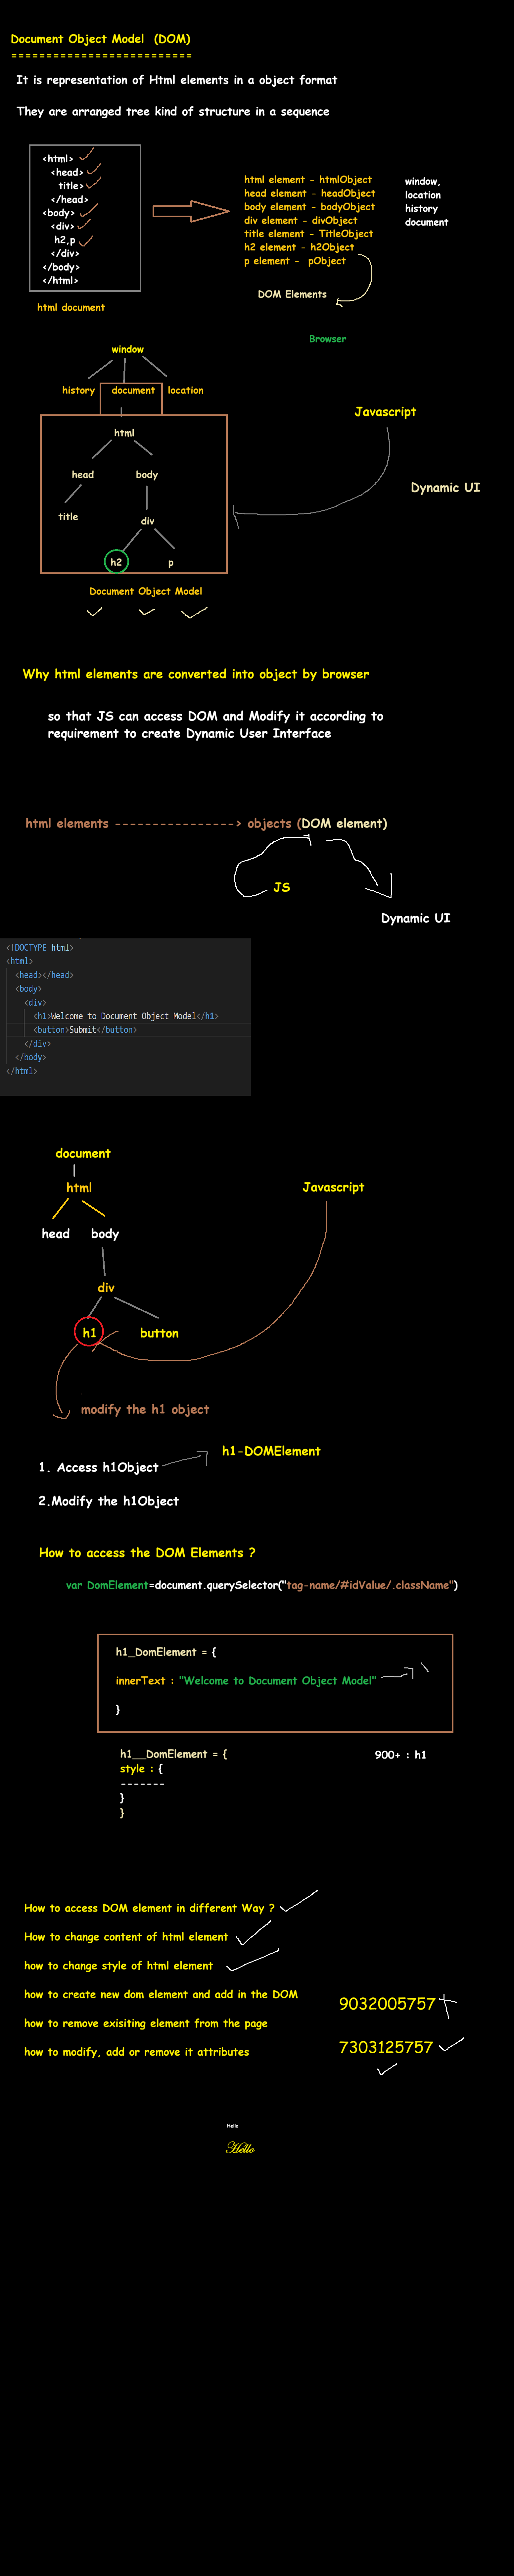 Document Object Model (DOM)
==========================
It is representation of Html elements in a object format
They are arranged tree kind of structure in a sequence
<html>
<head>
title>
</head>
<body>
<div>
h2,p
</div>
</body>
</html>
html document
html element - htmlObject
head element - headObject
body element - bodyObject
div element - divObject
title element - TitleObject
h2 element - h2Object
p element - pObject
DOM Elements
window,
location
history
document
Browser
window
history document location
html
head body
title
div
h2 p
Document Object Model
Javascript
Dynamic UI
Why html elements are converted into object by browser
so that JS can access DOM and Modify it according to
requirement to create Dynamic User Interface
html elements ----------------> objects (DOM element)
JS
Dynamic UI
<!DOCTYPE html>
<html>
<head></head>
<body>
<div>
<h1>Welcome to Document Object Model</h1>
<button>Submit</button>
</div>
</body>
</html>
document
html
head body
div
h1 button
Javascript
modify the h1 object
1. Access h1Object
h1-DOMElement
2.Modify the h1Object
How to access the DOM Elements ?
var DomElement=document.querySelector("tag-name/#idValue/.className")
h1_DomElement = {
innerText : "Welcome to Document Object Model"
}
h1__DomElement = {
style : {
-------
}
}
900+ : h1
How to access DOM element in different Way ?
How to change content of html element
how to change style of html element
how to create new dom element and add in the DOM
how to remove exisiting element from the page
how to modify, add or remove it attributes
9032005757
7303125757
Hello
Hello